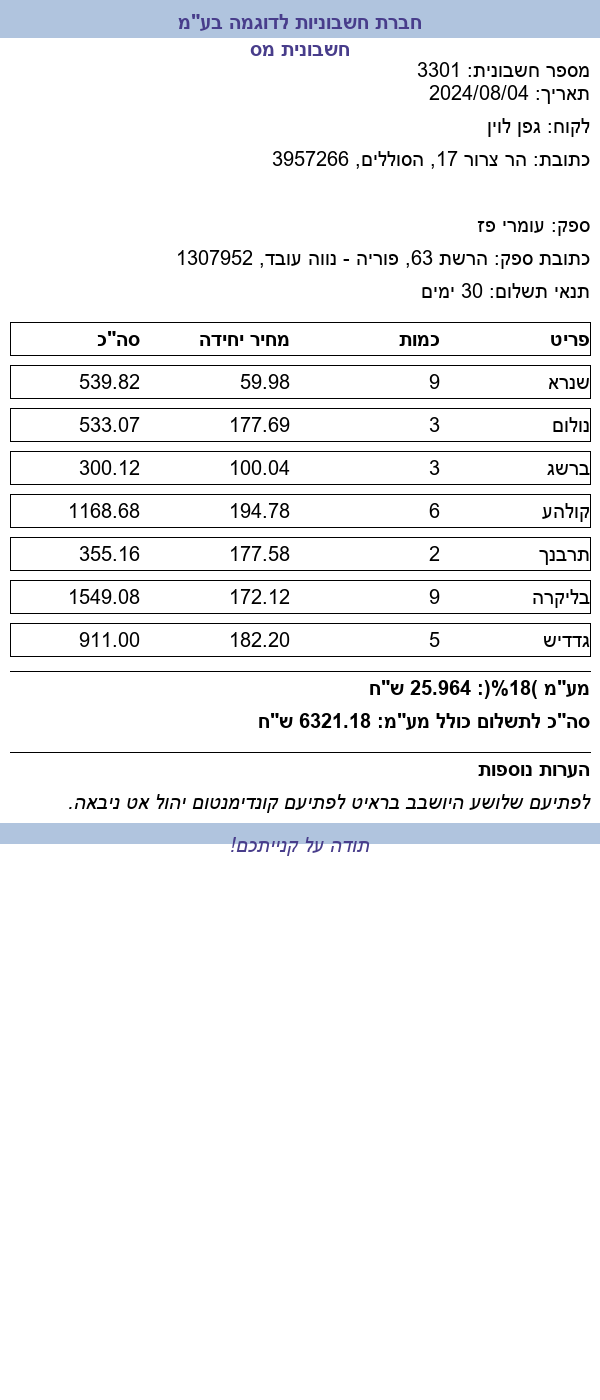 חברת חשבוניות לדוגמה בע"מ
חשבונית מס
מספר חשבונית: 3301
תאריך: 2024/08/04
לקוח: גפן לוין
כתובת: הר צרור 17, הסוללים, 3957266
ספק: עומרי פז
כתובת ספק: הרשת 63, פוריה - נווה עובד, 1307952
תנאי תשלום: 30 ימים
פריט כמות מחיר יחידה סה"כ
שנרא 9 59.98 539.82
נולום 3 177.69 533.07
ברשג 3 100.04 300.12
קולהע 6 194.78 1168.68
תרבנך 2 177.58 355.16
בליקרה 9 172.12 1549.08
גדדיש 5 182.20 911.00
מע"מ )18%(: 25.964 ש"ח
סה"כ לתשלום כולל מע"מ: 6321.18 ש"ח
הערות נוספות
לפתיעם שלושע היושבב בראיט לפתיעם קונדימנטום יהול אט ניבאה.
תודה על קנייתכם!